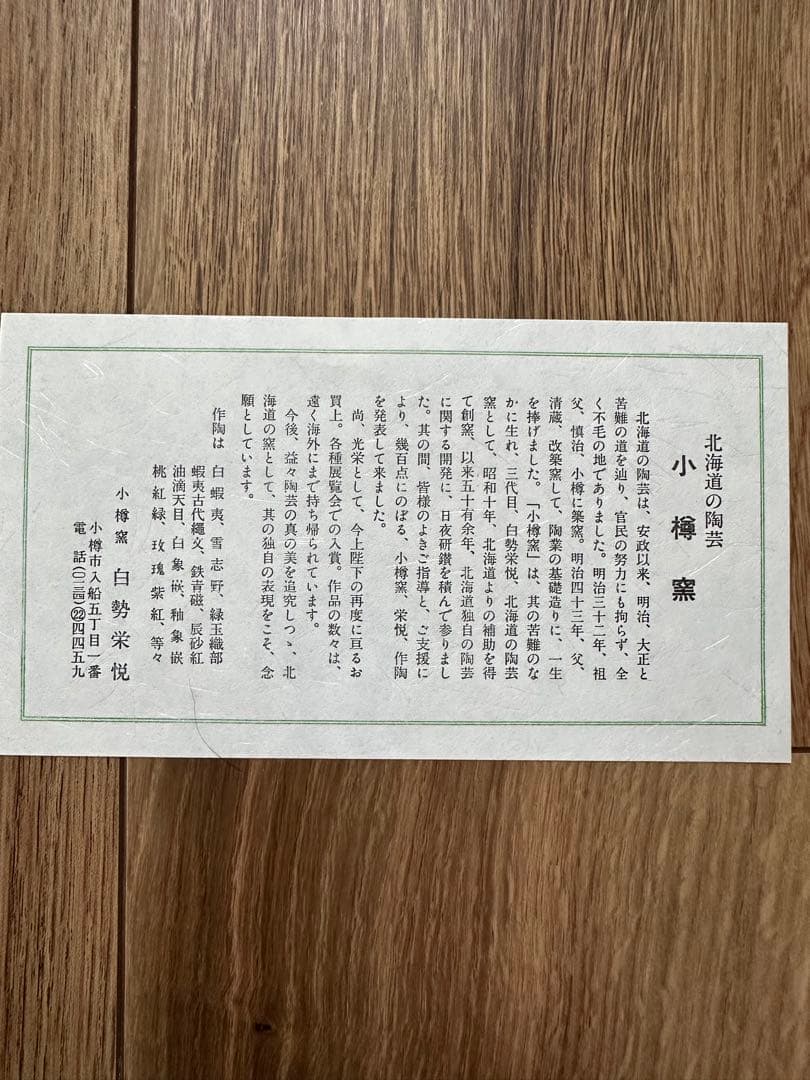 北海道の陶芸
小樽窯
北海道の陶芸は、安政以来、明治、大正と
苦難の道を辿り、官民の努力にも拘らず、全
く不毛の地でありました。明治三十二年、祖
父、慎治、小樽に築窯。明治四十三年、父、
清蔵、改築窯して、陶業の基礎造りに、一生
を捧げました。「小樽窯」は、其の苦難のな
かに生れ、三代目、白勢栄悦、北海道の陶芸
窯として、昭和十年、北海道よりの補助を得
て創窯、以来五十有余年、北海道独自の陶芸
に関する開発に、日夜研鑽を積んで参りまし
た。其の間、皆様のよきご指導と、ご支援に
より、幾百点にのぼる、小樽窯、栄悦、作陶
を発表して来ました。
尚、光栄として、今上陛下の再度に亘るお
買上。各種展覧会での入賞。作品の数々は、
遠く海外にまで持ち帰られています。
今後、益々陶芸の真の美を追究しつゝ、北
海道の窯として、其の独自の表現をこそ、念
願としています。
作陶は 白蝦夷、雪志野、緑玉織部
蝦夷古代縄文、鉄青磁、辰砂紅
油滴天目、白象嵌、釉象嵌
桃紅緑、玫瑰紫紅、等々
小樽窯 白勢栄悦
小樽市入船五丁目一番
電話(〇一三四)㉒四四五九